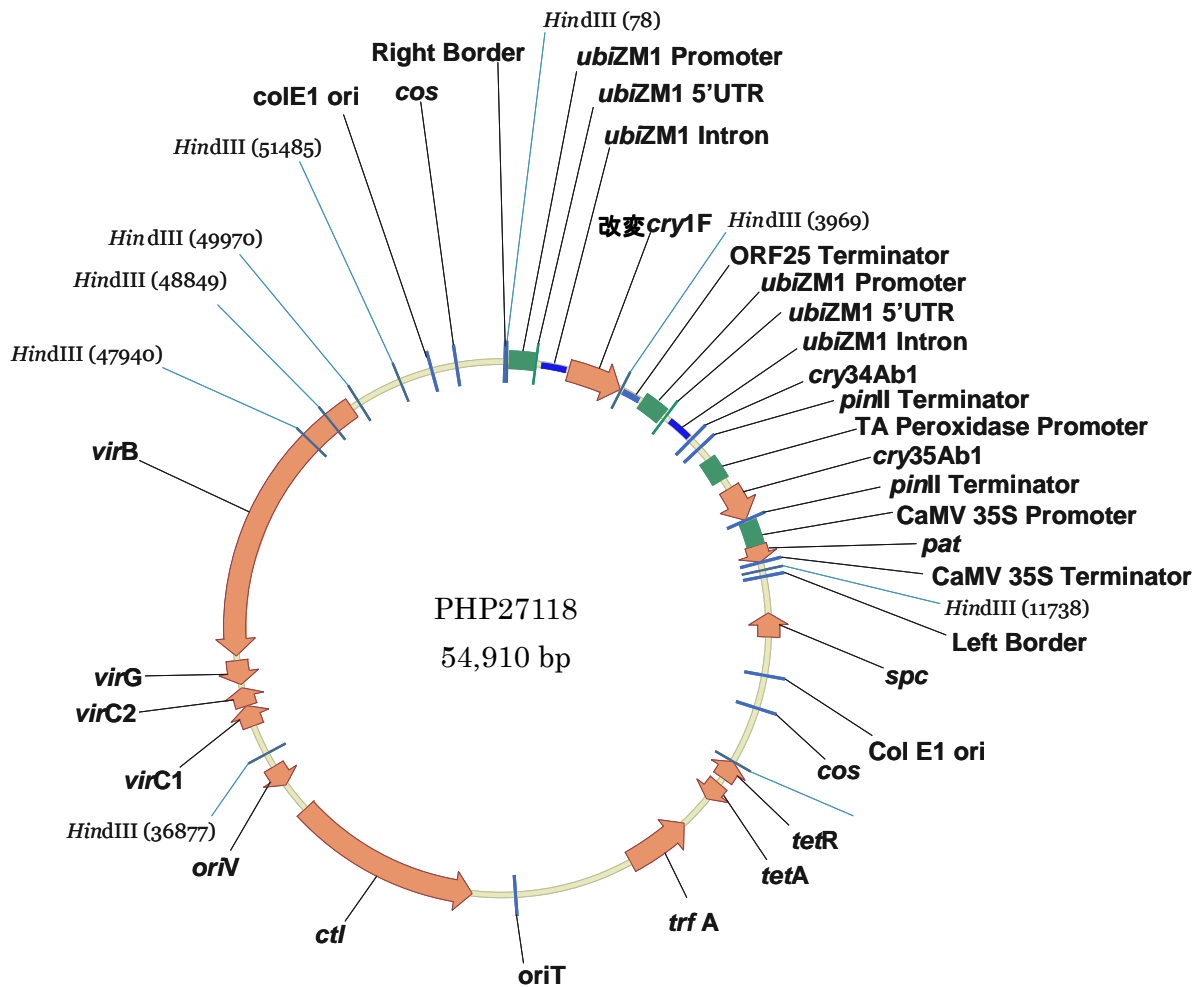 HindIII (78)
Right Border
ubiZM1 Promoter
colE1 ori
cos
ubiZM1 5'UTR
ubiZM1 Intron
HindIII (51485)
改変cry1F
HindIII (3969)
HindIII (49970)
ORF25 Terminator
HindIII (48849)
ubiZM1 Promoter
ubiZM1 5'UTR
HindIII (47940)
ubiZM1 Intron
cry34Ab1
pinII Terminator
TA Peroxidase Promoter
virB
cry35Ab1
pinII Terminator
CaMV 35S Promoter
pat
CaMV 35S Terminator
PHP27118
54,910 bp
HindIII (11738)
Left Border
virG
spc
virC2
Col E1 ori
virC1
cos
HindIII (36877)
tetR
oriV
tetA
trf A
ctl
oriT